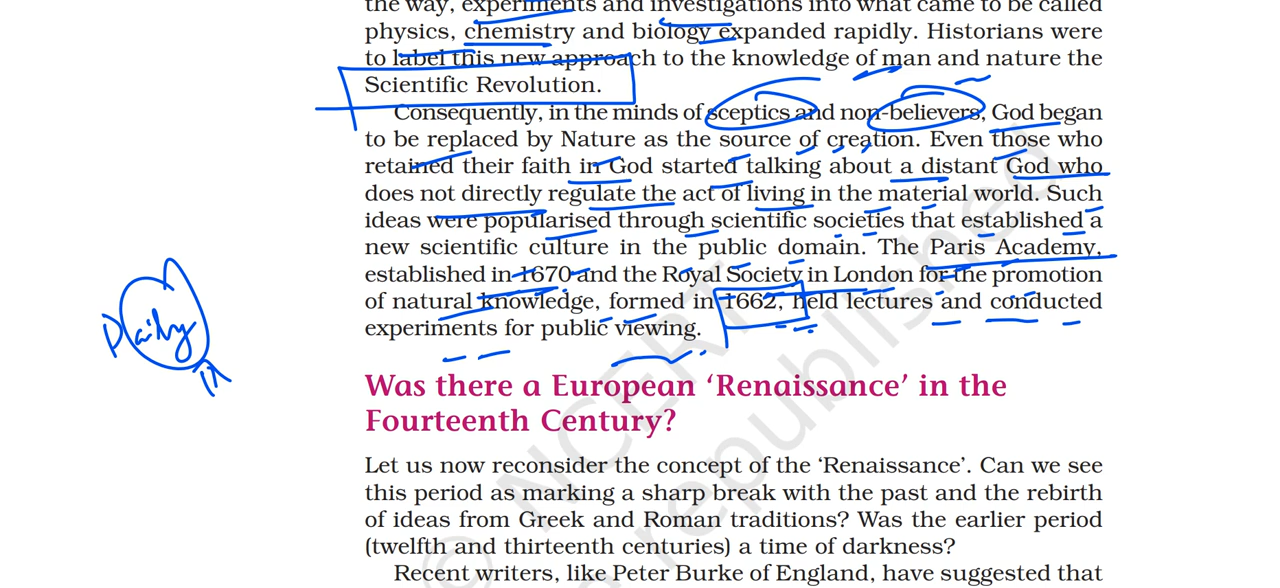 the way, experiments and investigations into what came to be called
physics, chemistry and biology expanded rapidly. Historians were
to label this new approach to the knowledge of man and nature the
Scientific Revolution.
Consequently, in the minds of sceptics and non-believers, God began
to be replaced by Nature as the source of creation. Even those who
retained their faith in God started talking about a distant God who
does not directly regulate the act of living in the material world. Such
ideas were popularised through scientific societies that established a
new scientific culture in the public domain. The Paris Academy,
established in 1670 and the Royal Society in London for the promotion
of natural knowledge, formed in 1662, held lectures and conducted
experiments for public viewing.
Was there a European ‘Renaissance’ in the
Fourteenth Century?
Let us now reconsider the concept of the ‘Renaissance’. Can we see
this period as marking a sharp break with the past and the rebirth
of ideas from Greek and Roman traditions? Was the earlier period
(twelfth and thirteenth centuries) a time of darkness?
Recent writers, like Peter Burke of England, have suggested that
© NCERT
republished